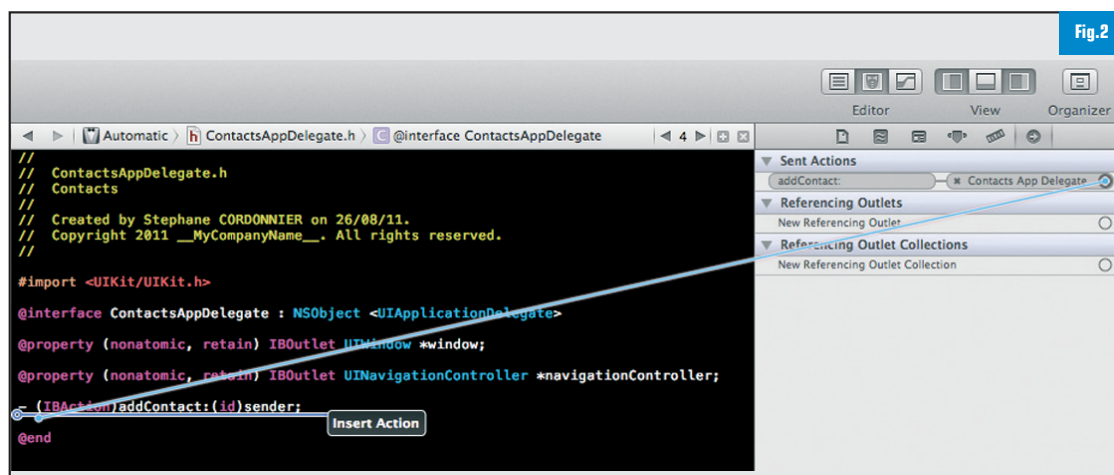 Fig.2
Editor View Organizer
Automatic ContactsAppDelegate.h @interface ContactsAppDelegate 4
//
// ContactsAppDelegate.h
// Contacts
//
// Created by Stephane CORDONNIER on 26/08/11.
// Copyright 2011 __MyCompanyName__. All rights reserved.
//
#import <UIKit/UIKit.h>
@interface ContactsAppDelegate : NSObject <UIApplicationDelegate>
@property (nonatomic, retain) IBOutlet UIWindow *window;
@property (nonatomic, retain) IBOutlet UINavigationController *navigationController;
- (IBAction)addContact:(id)sender;
Insert Action
@end
Sent Actions
addContact: Contacts App Delegate
Referencing Outlets
New Referencing Outlet
Referencing Outlet Collections
New Referencing Outlet Collection